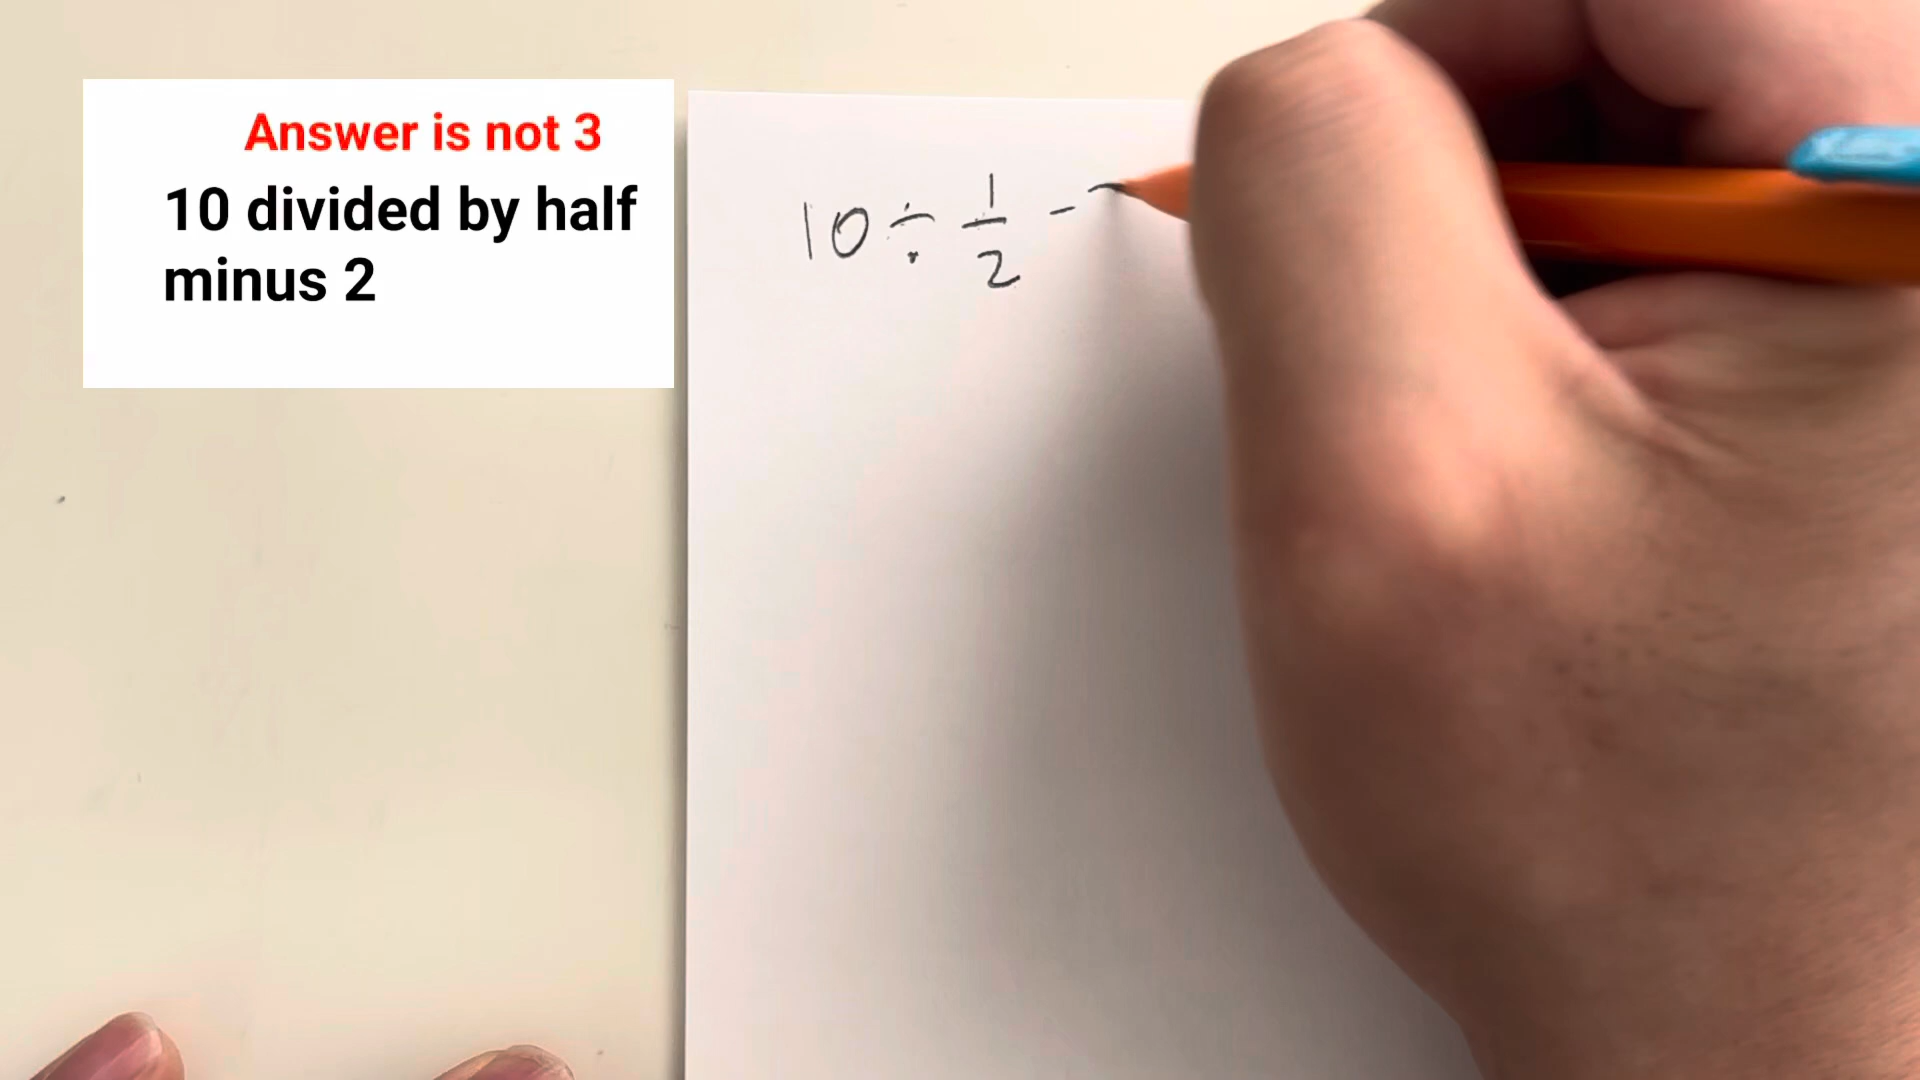 Answer is not 3
10 divided by half
minus 2
10 ÷ 1/2 -